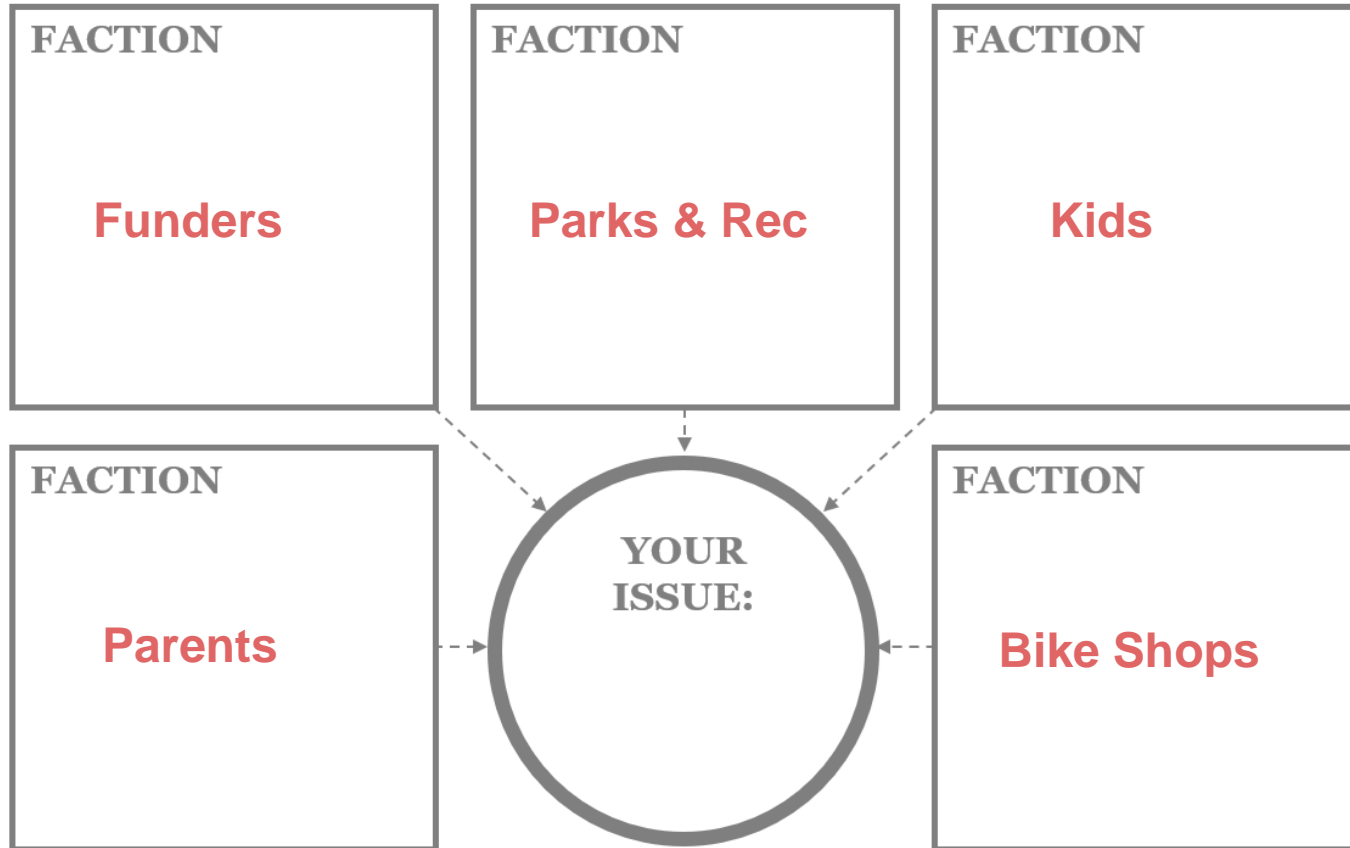 FACTION
Funders
FACTION
Parks & Rec
FACTION
Kids
FACTION
Parents
YOUR
ISSUE:
FACTION
Bike Shops